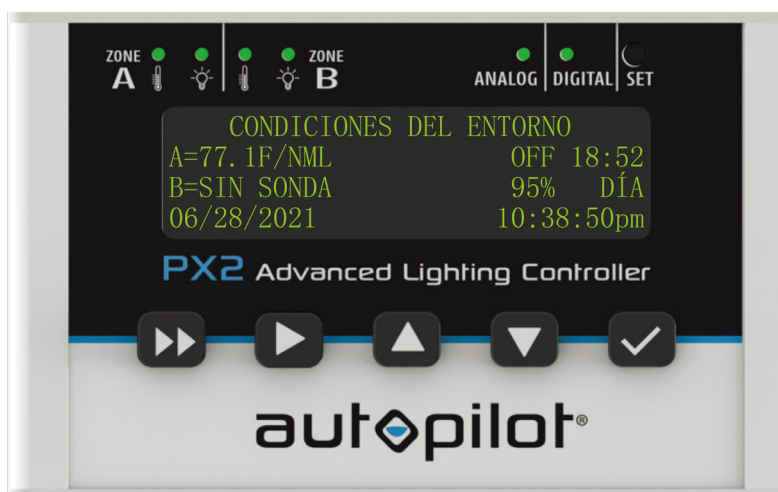 ZONE A
ZONE B
ANALOG DIGITAL SET
CONDICIONES DEL ENTORNO
A=77.1F/NML OFF 18:52
B=SIN SONDA 95% DÍA
06/28/2021 10:38:50pm
PX2 Advanced Lighting Controller
autopilot®